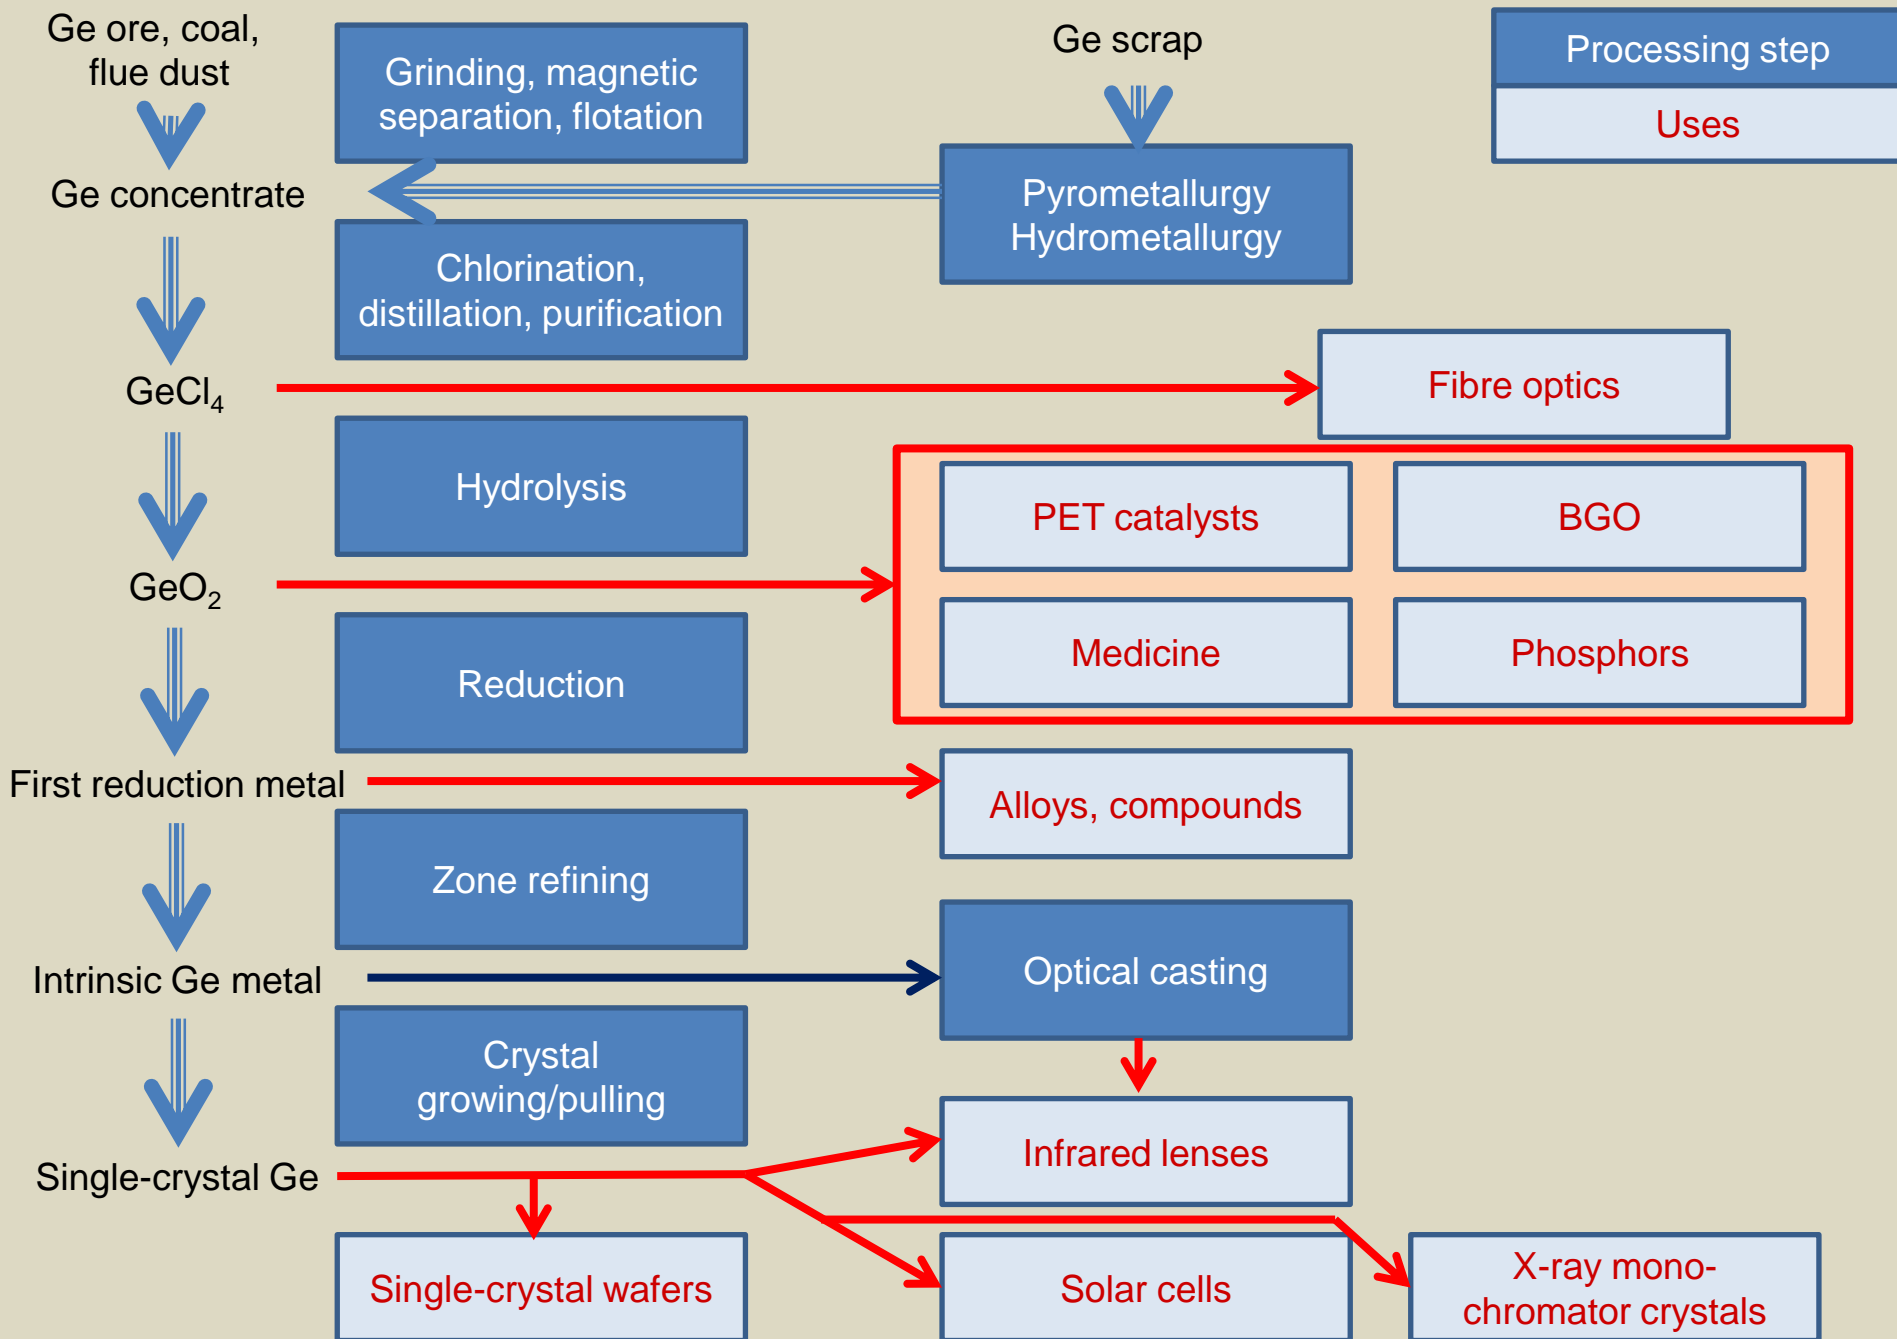 Ge ore, coal,
flue dust
Grinding, magnetic
separation, flotation
Ge scrap
Processing step
Uses
Ge concentrate
Pyrometallurgy
Hydrometallurgy
Chlorination,
distillation, purification
GeCl₄
Fibre optics
Hydrolysis
PET catalysts
BGO
GeO₂
Medicine
Phosphors
Reduction
First reduction metal
Alloys, compounds
Zone refining
Intrinsic Ge metal
Optical casting
Crystal
growing/pulling
Infrared lenses
Single-crystal Ge
Single-crystal wafers
Solar cells
X-ray mono-
chromator crystals